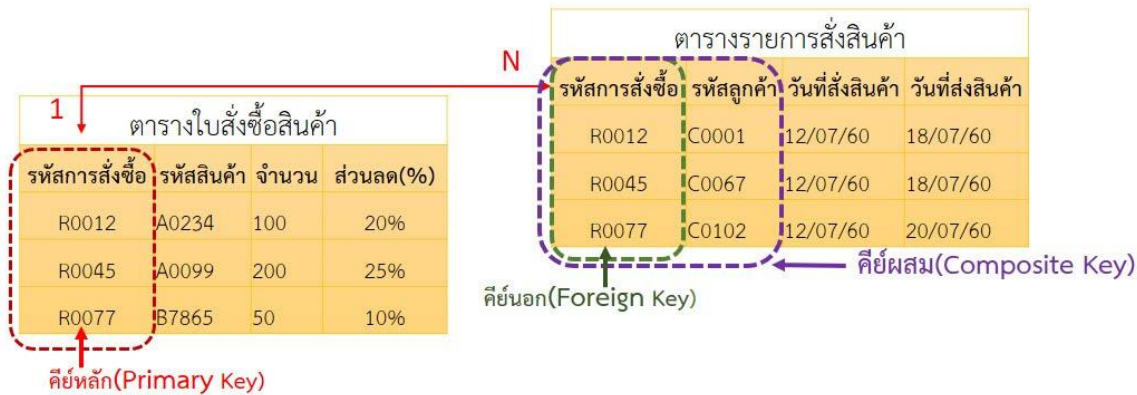 ตารางรายการสั่งสินค้า
รหัสการสั่งซื้อ รหัสลูกค้า วันที่สั่งสินค้า วันที่ส่งสินค้า
R0012 C0001 12/07/60 18/07/60
R0045 C0067 12/07/60 18/07/60
R0077 C0102 12/07/60 20/07/60
N
1
ตารางใบสั่งซื้อสินค้า
รหัสการสั่งซื้อ รหัสสินค้า จำนวน ส่วนลด(%)
R0012 A0234 100 20%
R0045 A0099 200 25%
R0077 B7865 50 10%
คีย์ผสม(Composite Key)
คีย์นอก(Foreign Key)
คีย์หลัก(Primary Key)